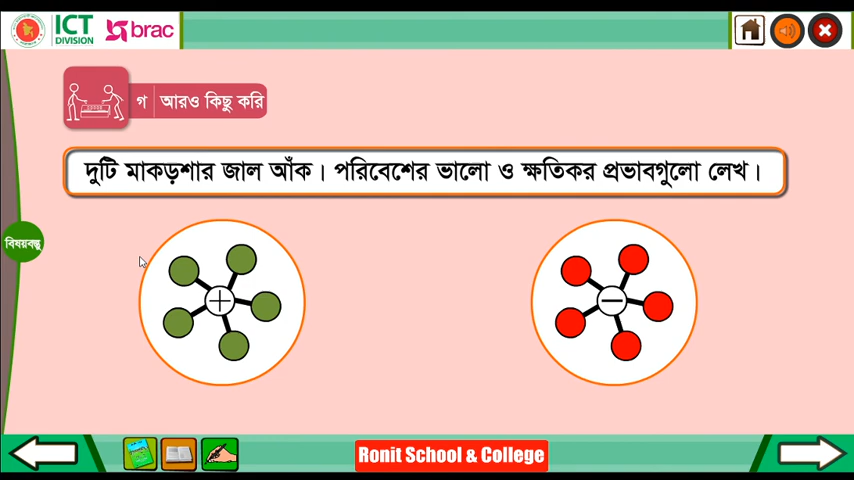 ICT
DIVISION
brac
গ আরও কিছু করি
দুটি মাকড়শার জাল আঁক। পরিবেশের ভালো ও ক্ষতিকর প্রভাবগুলো লেখ।
বিষয়বস্তু
+
−
Ronit School & College